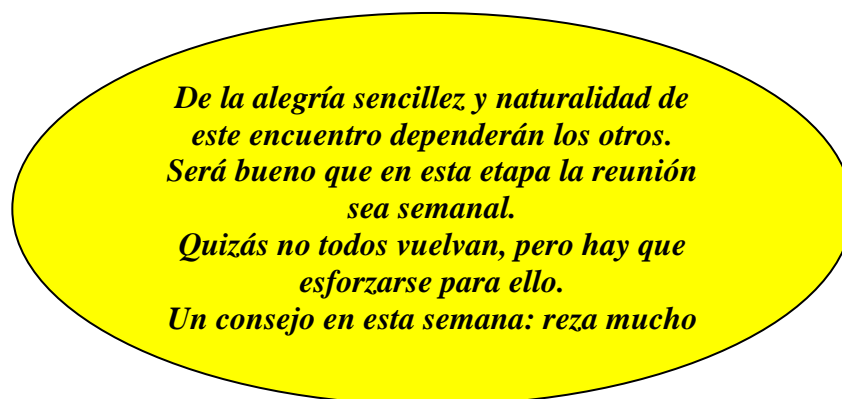 De la alegría sencillez y naturalidad de
este encuentro dependerán los otros.
Será bueno que en esta etapa la reunión
sea semanal.
Quizás no todos vuelvan, pero hay que
esforzarse para ello.
Un consejo en esta semana: reza mucho